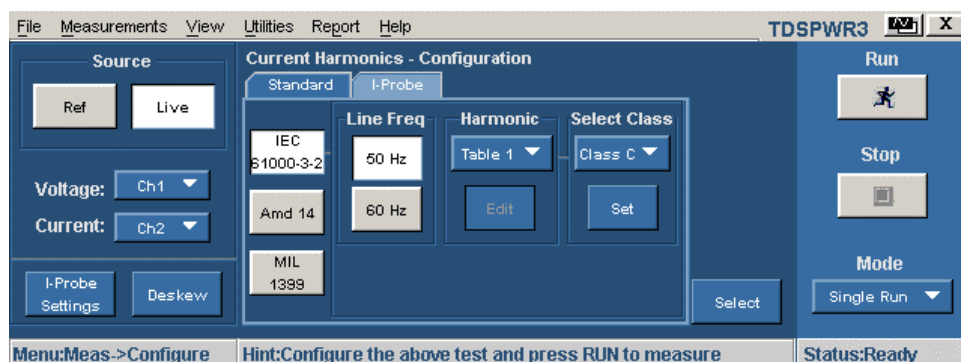 File Measurements View Utilities Report Help TDSPWR3 X
Source
Ref Live
Voltage: Ch1
Current: Ch2
I-Probe Settings
Deskew
Current Harmonics - Configuration
Standard I-Probe
IEC
61000-3-2
Amd 14
MIL
1399
Line Freq
50 Hz
60 Hz
Harmonic
Table 1
Edit
Select Class
Class C
Set
Select
Run
Stop
Mode
Single Run
Menu:Meas->Configure
Hint:Configure the above test and press RUN to measure
Status:Ready